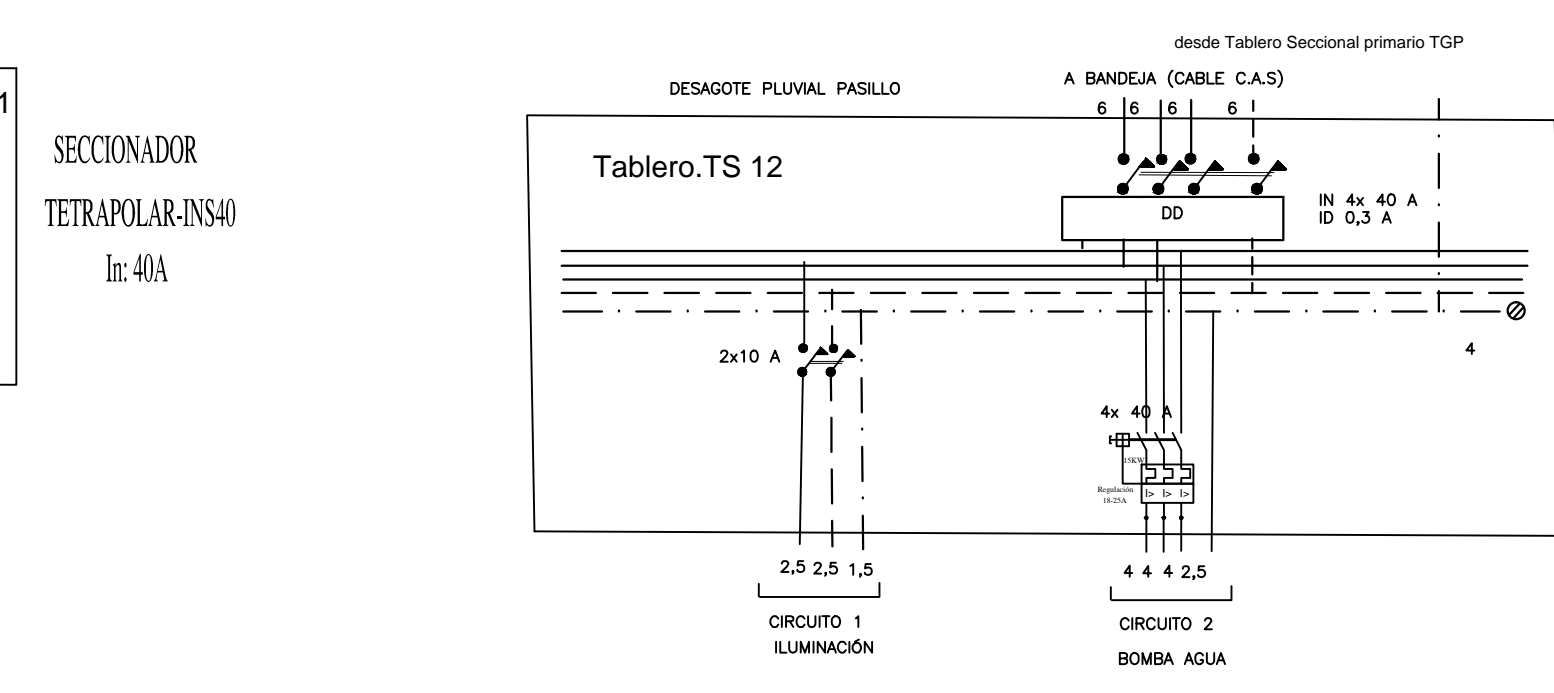 1
SECCIONADOR
TETRAPOLAR-INS40
In: 40A
desde Tablero Seccional primario TGP
DESAGOTE PLUVIAL PASILLO
A BANDEJA (CABLE C.A.S)
6 6 6 6
Tablero.TS 12
DD
IN 4x 40 A
ID 0,3 A
2x10 A
4
4x 40 A
15KW
Regulación
18-25A
I> I> I>
2,5 2,5 1,5
4 4 4 2,5
CIRCUITO 1
ILUMINACIÓN
CIRCUITO 2
BOMBA AGUA